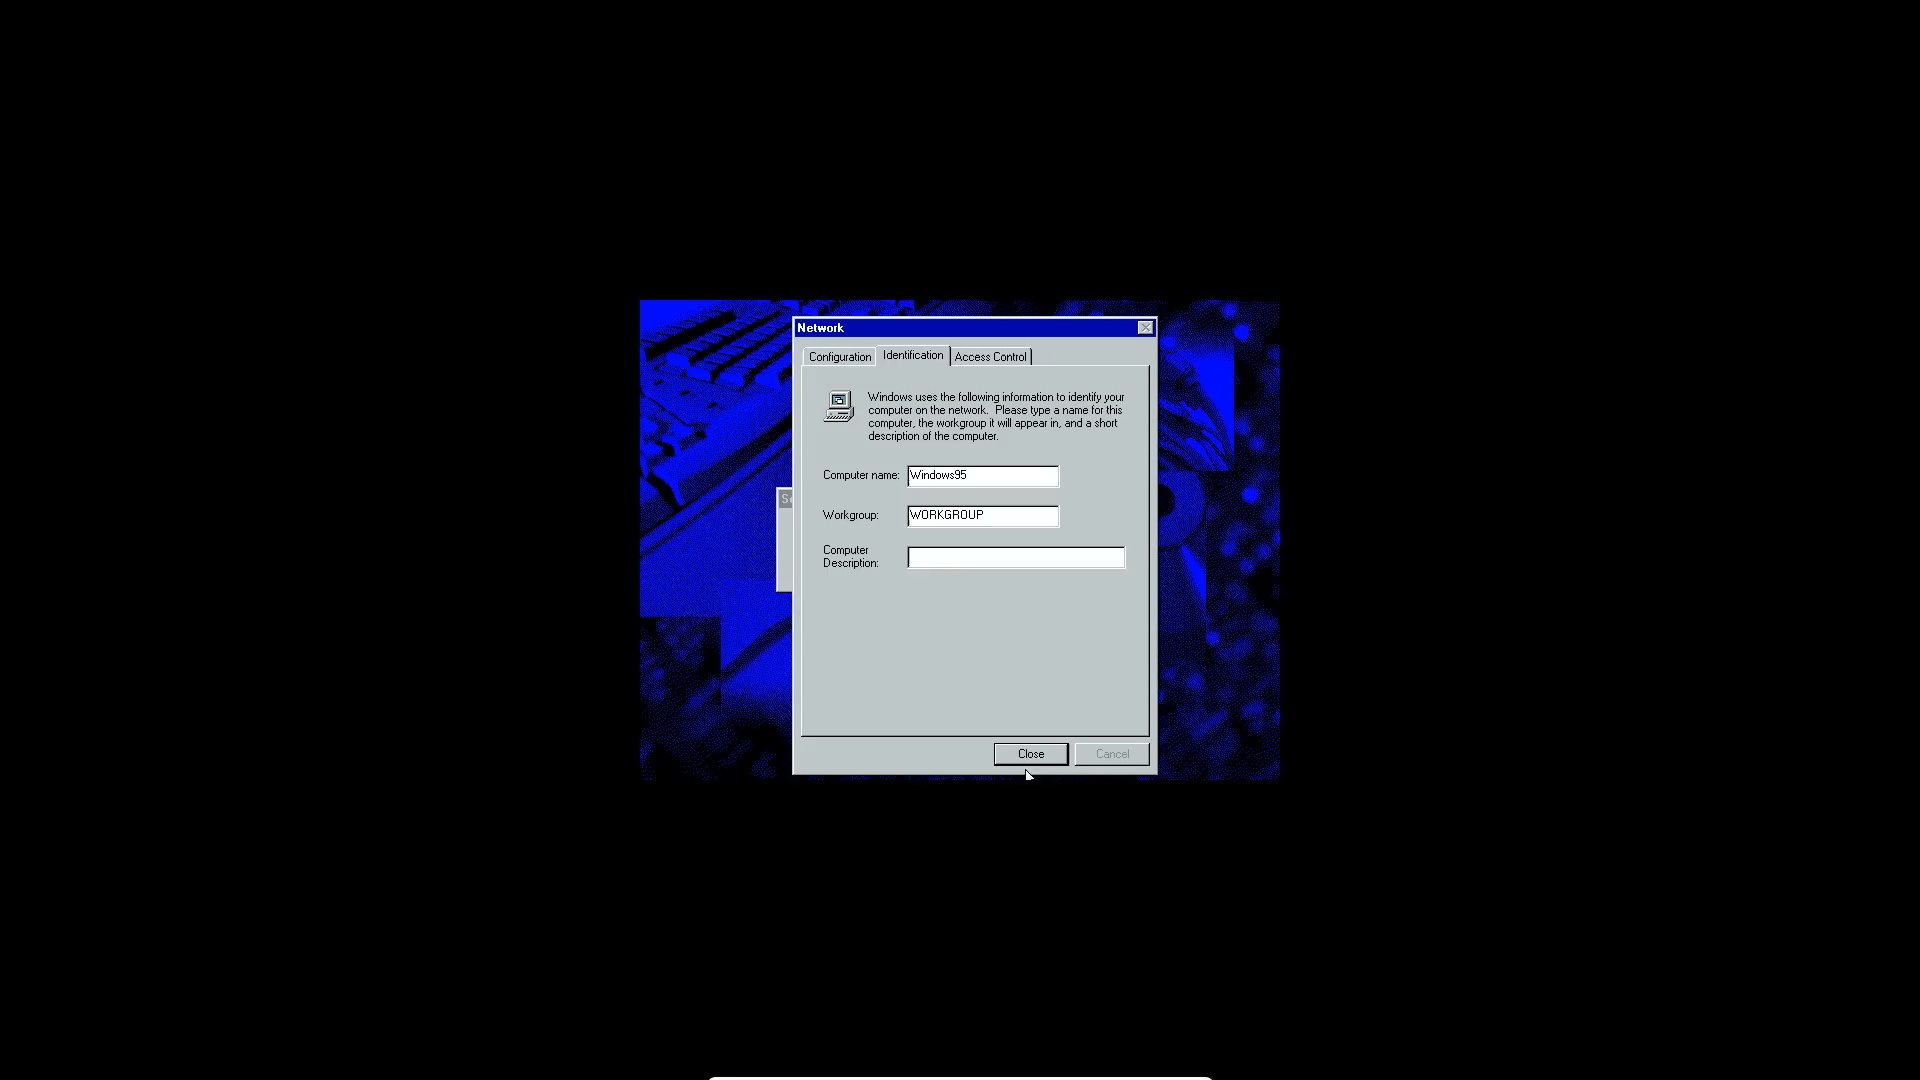 Network
Configuration Identification Access Control
Windows uses the following information to identify your
computer on the network.  Please type a name for this
computer, the workgroup it will appear in, and a short
description of the computer.
Computer name: Windows95
Workgroup: WORKGROUP
Computer
Description:
Close Cancel